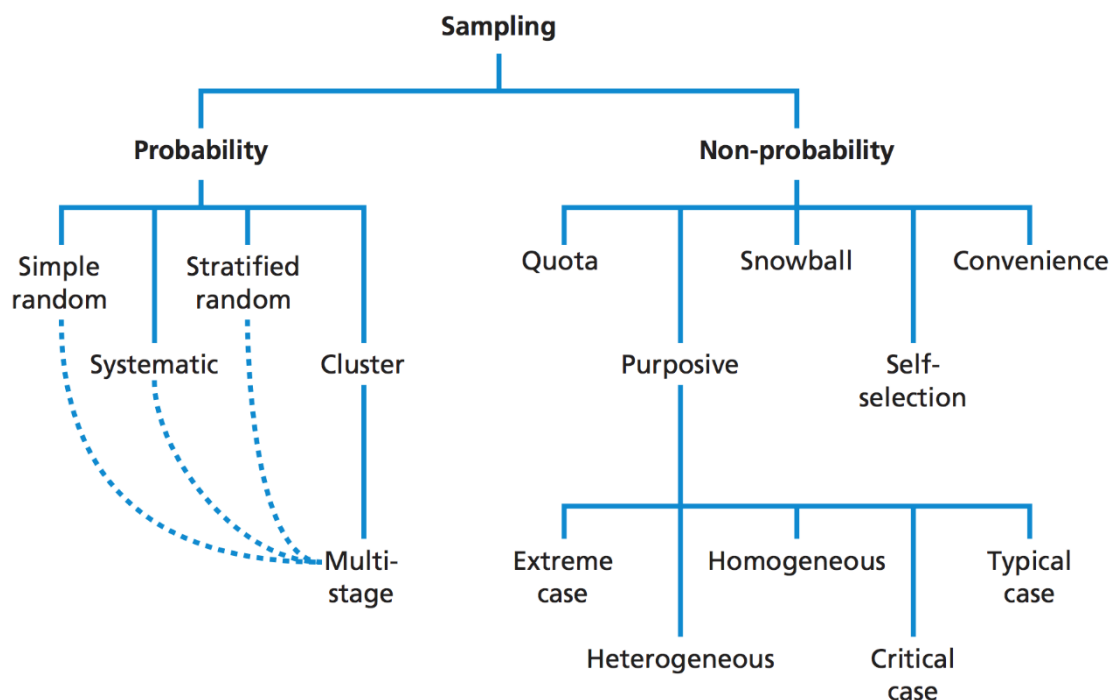 Sampling
Probability
Non-probability
Simple
random
Stratified
random
Quota
Snowball
Convenience
Systematic
Cluster
Purposive
Self-
selection
Multi-
stage
Extreme
case
Homogeneous
Typical
case
Heterogeneous
Critical
case